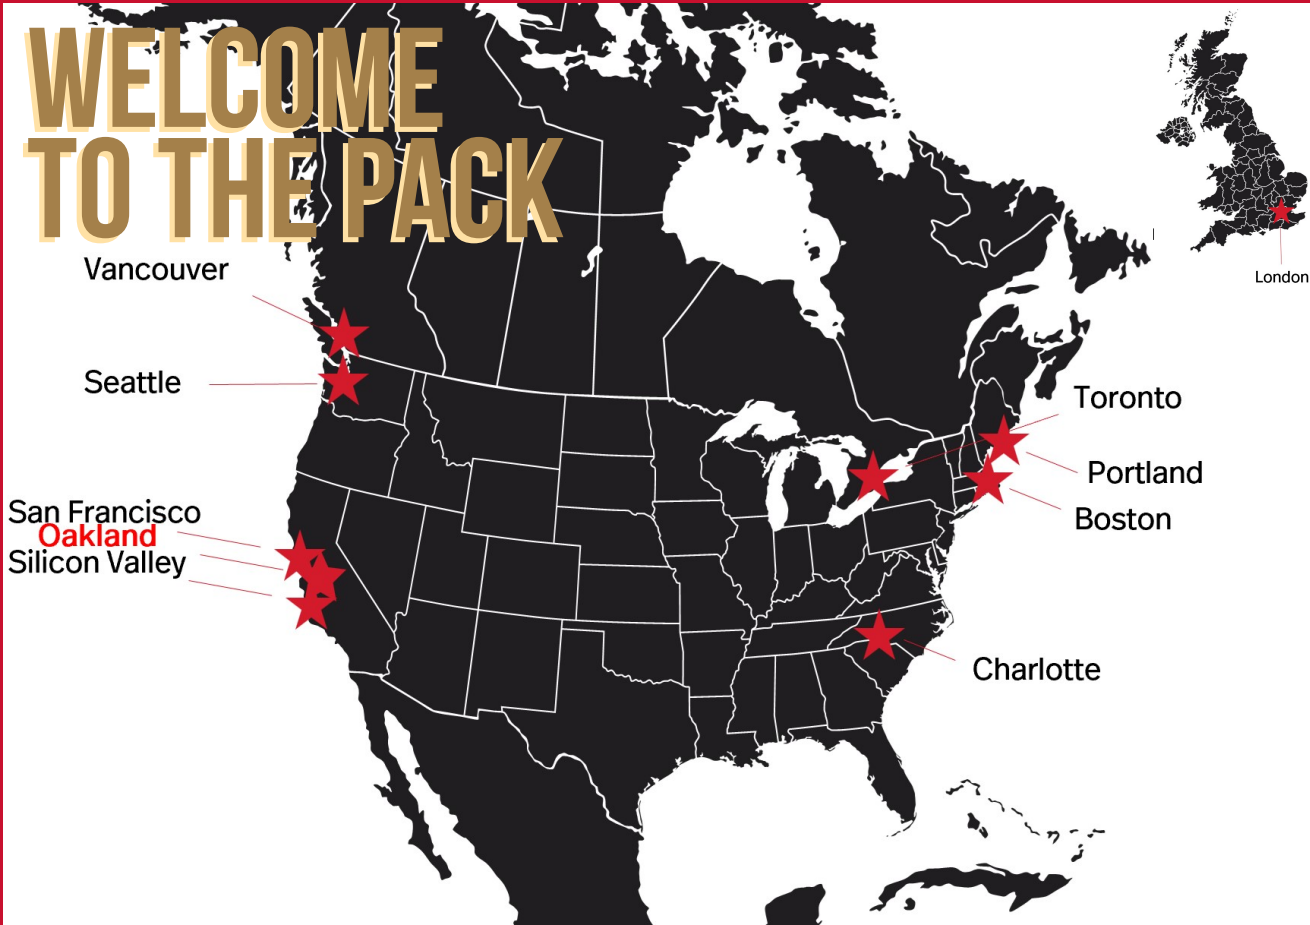 WELCOME
TO THE PACK
Vancouver
Seattle
San Francisco
Oakland
Silicon Valley
London
Toronto
Portland
Boston
Charlotte